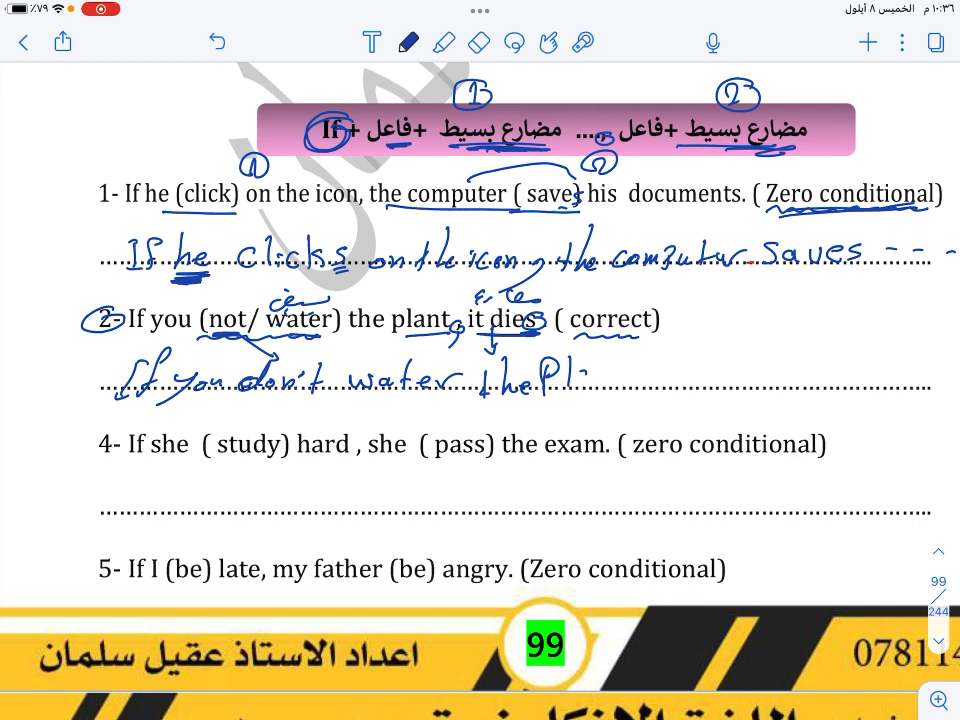 ٪٧٩ ١٠:٣٦ م الخميس ٨ أيلول
1 2
If + فاعل + مضارع بسيط ...., فاعل+ مضارع بسيط
1 2
1- If he (click) on the icon, the computer ( save) his documents. ( Zero conditional)
If he clicks on the icon, the computer saves - - -
2- If you (not/ water) the plant , it dies ( correct)
If you don't water the Pl
4- If she ( study) hard , she ( pass) the exam. ( zero conditional)
5- If I (be) late, my father (be) angry. (Zero conditional)
99
244
اعداد الاستاذ عقيل سلمان 99 07811